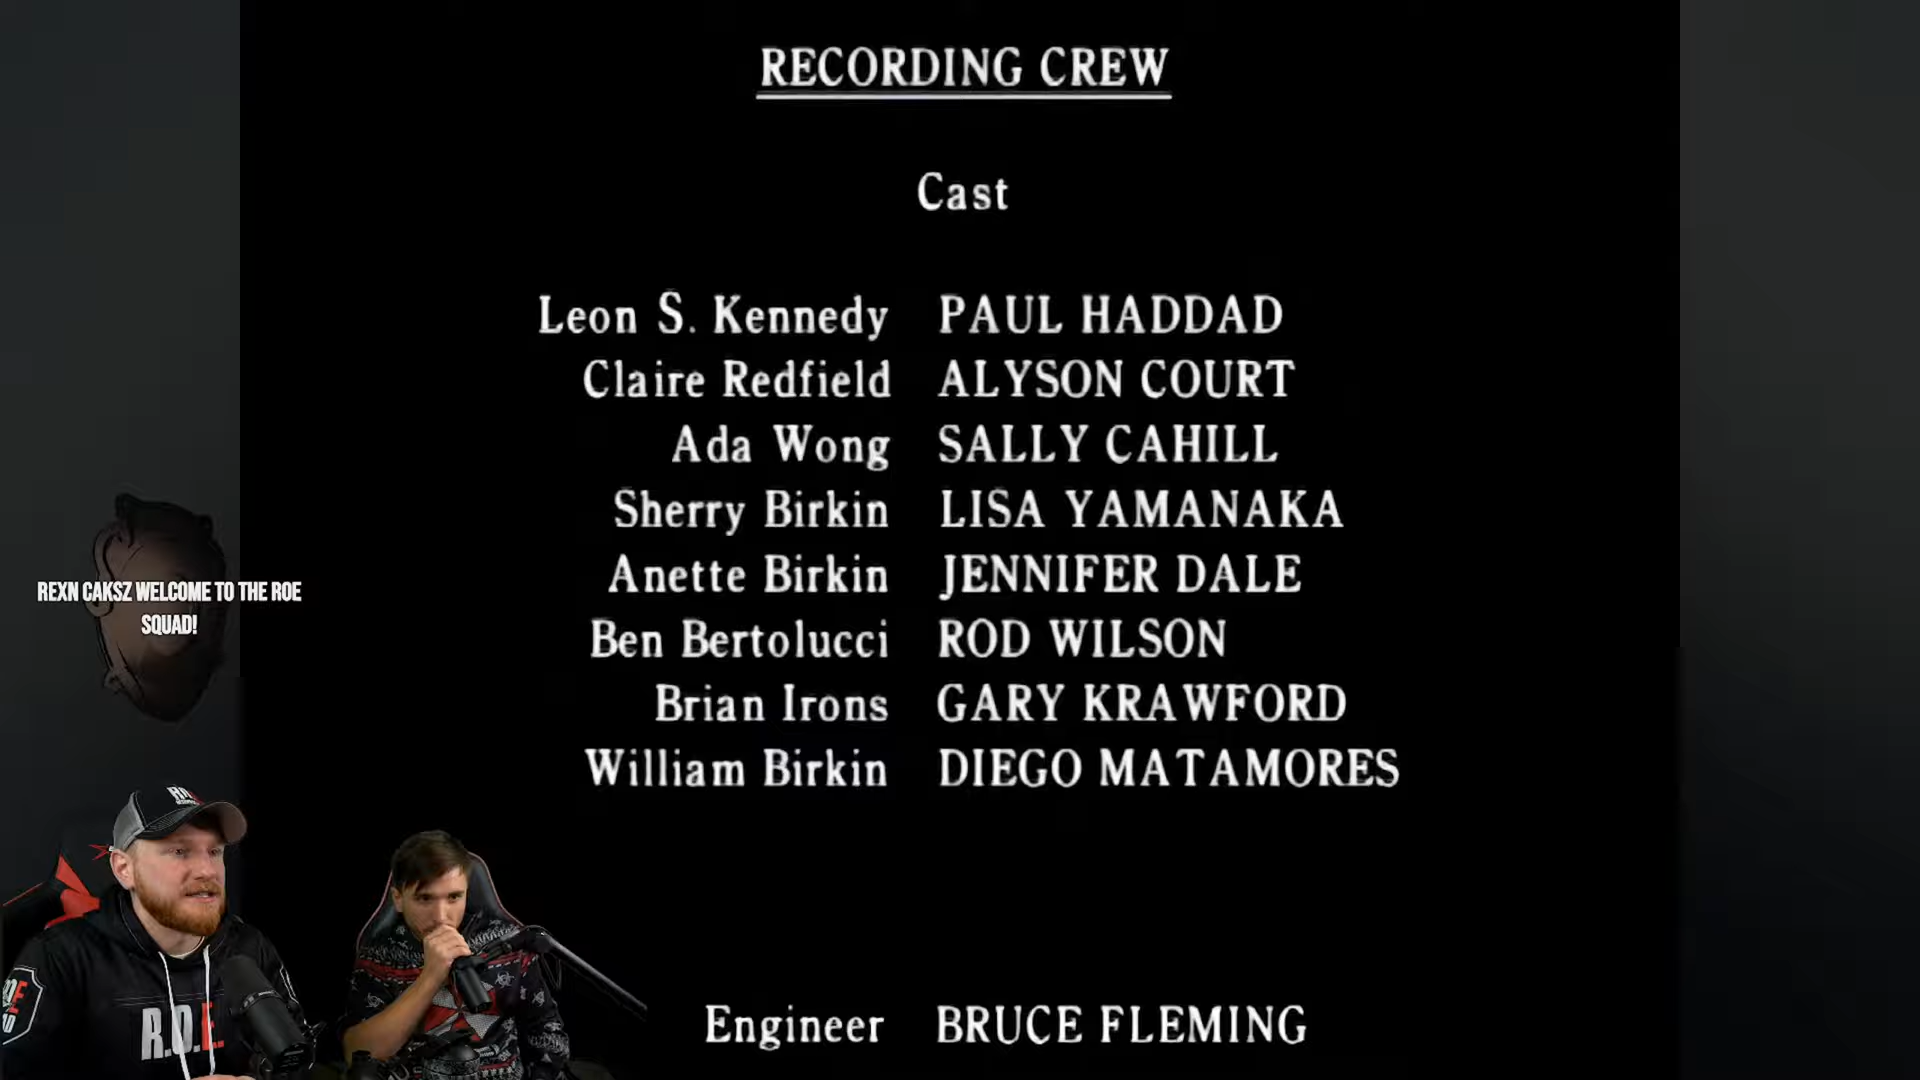 RECORDING CREW
Cast
Leon S. Kennedy PAUL HADDAD
Claire Redfield ALYSON COURT
Ada Wong SALLY CAHILL
Sherry Birkin LISA YAMANAKA
Anette Birkin JENNIFER DALE
Ben Bertolucci ROD WILSON
Brian Irons GARY KRAWFORD
William Birkin DIEGO MATAMORES
Engineer BRUCE FLEMING
REXN CAKSZ WELCOME TO THE ROE
SQUAD!
R.O.E.